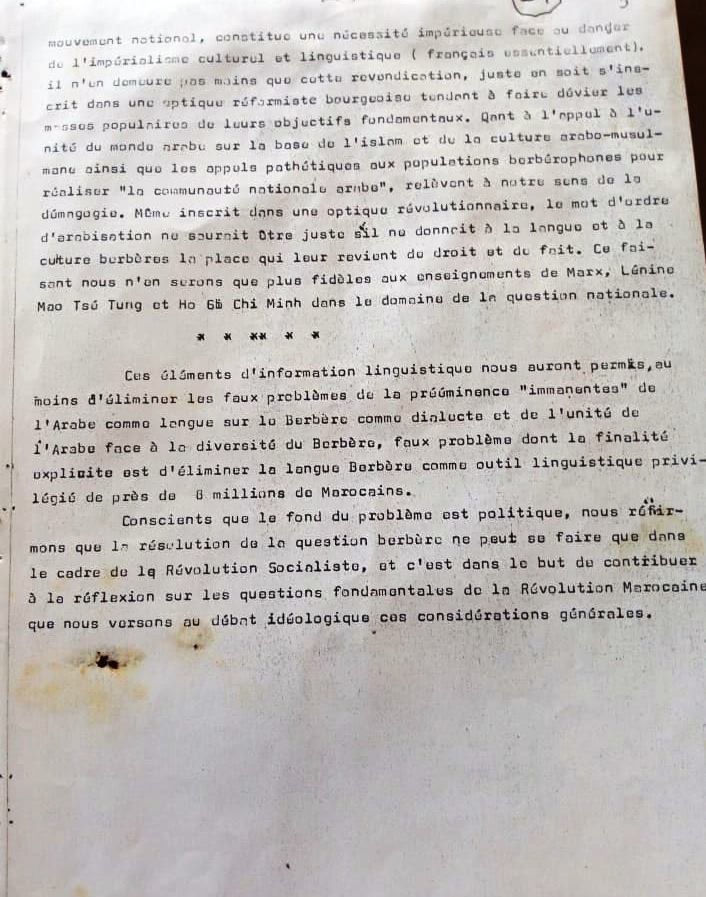 mouvement national, constitue une nécessité impérieuse face au danger
de l'impérialisme culturel et linguistique ( français essentiellement),
il n'en demeure pas moins que cette revendication, juste en soit s'ins-
crit dans une optique réformiste bourgeoise tendant à faire dévier les
masses populaires de leurs objectifs fondamentaux. Qant à l'appel à l'u-
nité du monde arabe sur la base de l'islam et de la culture arabo-musul-
mane ainsi que les appels pathétiques aux populations berbérophones pour
réaliser "la communauté nationale arabe", relèvent à notre sens de la
démagogie. Même inscrit dans une optique révolutionnaire, le mot d'ordre
d'arabisation ne saurait être juste s'il ne donnait à la langue et à la
culture berbères la place qui leur revient de droit et de fait. Ce fai-
sant nous n'en serons que plus fidèles aux enseignements de Marx, Lénine
Mao Tsé Tung et Ho Chi Minh dans le domaine de la question nationale.
* * ** * *
Ces éléments d'information linguistique nous auront permis, au
moins d'éliminer les faux problèmes de la prééminence "immanentes" de
l'Arabe comme langue sur le Berbère comme dialecte et de l'unité de
l'Arabe face à la diversité du Berbère, faux problème dont la finalité
explicite est d'éliminer la langue Berbère comme outil linguistique privi-
légié de près de 8 millions de Marocains.
Conscients que le fond du problème est politique, nous réaffir-
mons que la résolution de la question berbère ne peut se faire que dans
le cadre de la Révolution Socialiste, et c'est dans le but de contribuer
à la réflexion sur les questions fondamentales de la Révolution Marocaine
que nous versons au débat idéologique ces considérations générales.